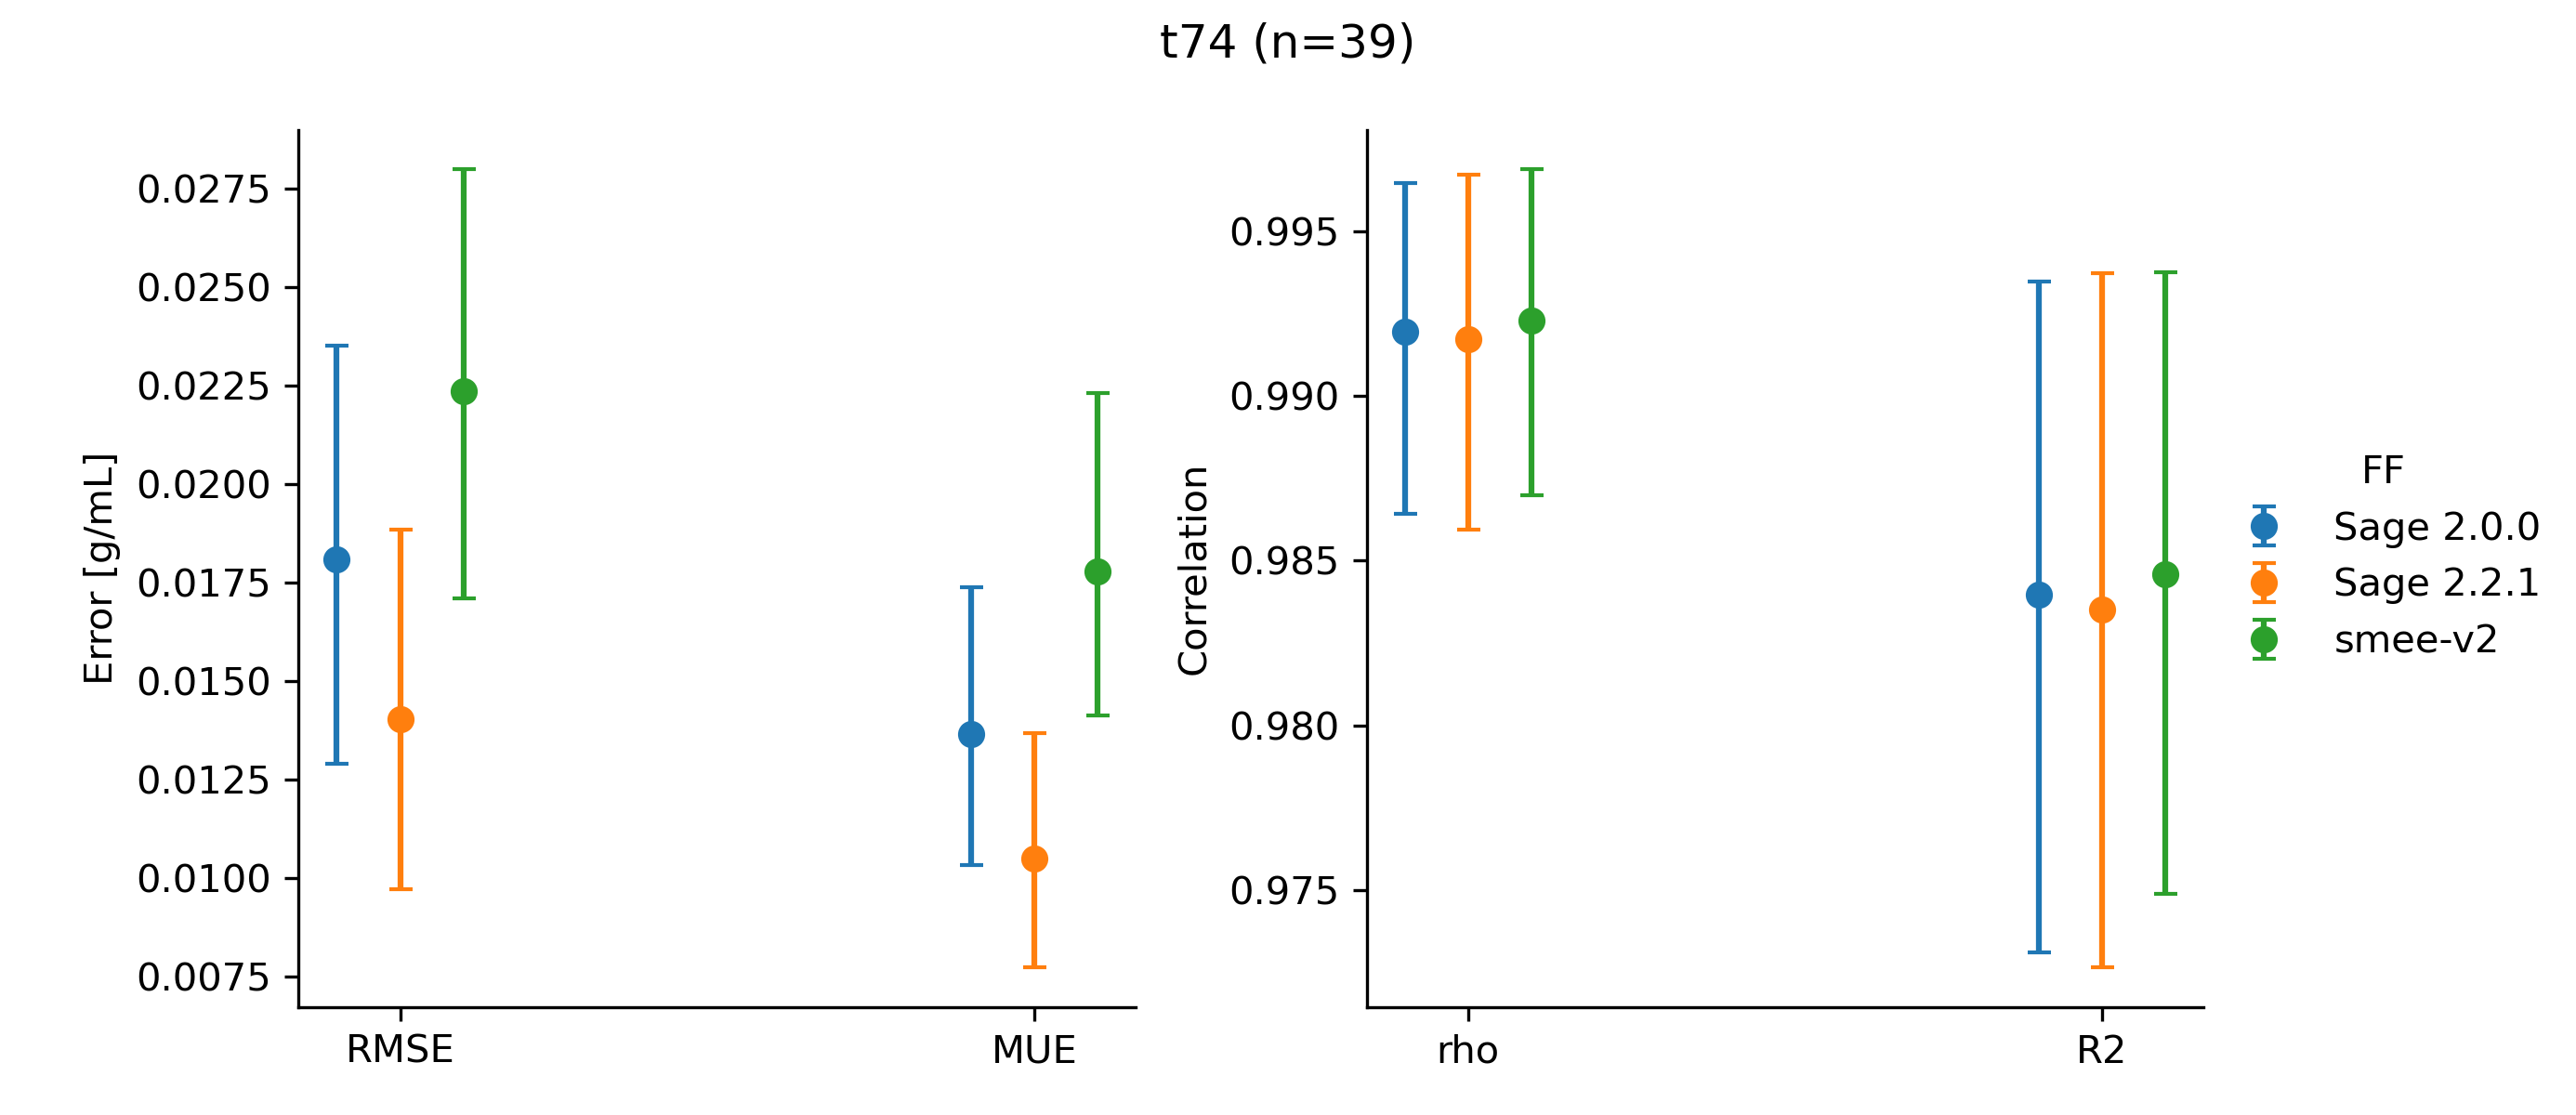 t74 (n=39)
Error [g/mL]
0.0275
0.0250
0.0225
0.0200
0.0175
0.0150
0.0125
0.0100
0.0075
RMSE
MUE
Correlation
0.995
0.990
0.985
0.980
0.975
rho
R2
FF
Sage 2.0.0
Sage 2.2.1
smee-v2